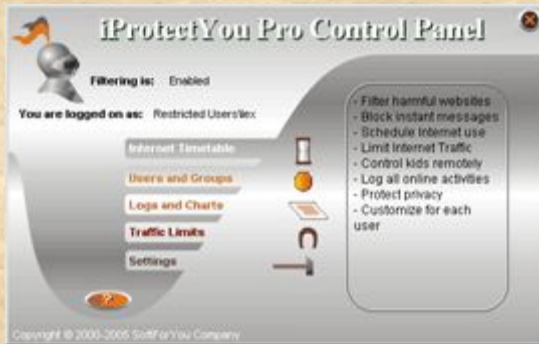 iProtectYou Pro Control Panel
Filtering is: Enabled
You are logged on as: Restricted Users\lex
Internet Timetable
Users and Groups
Logs and Charts
Traffic Limits
Settings
?
- Filter harmful websites
- Block instant messages
- Schedule Internet use
- Limit Internet Traffic
- Control kids remotely
- Log all online activities
- Protect privacy
- Customize for each
user
Copyright © 2000-2005 SoftForYou Company